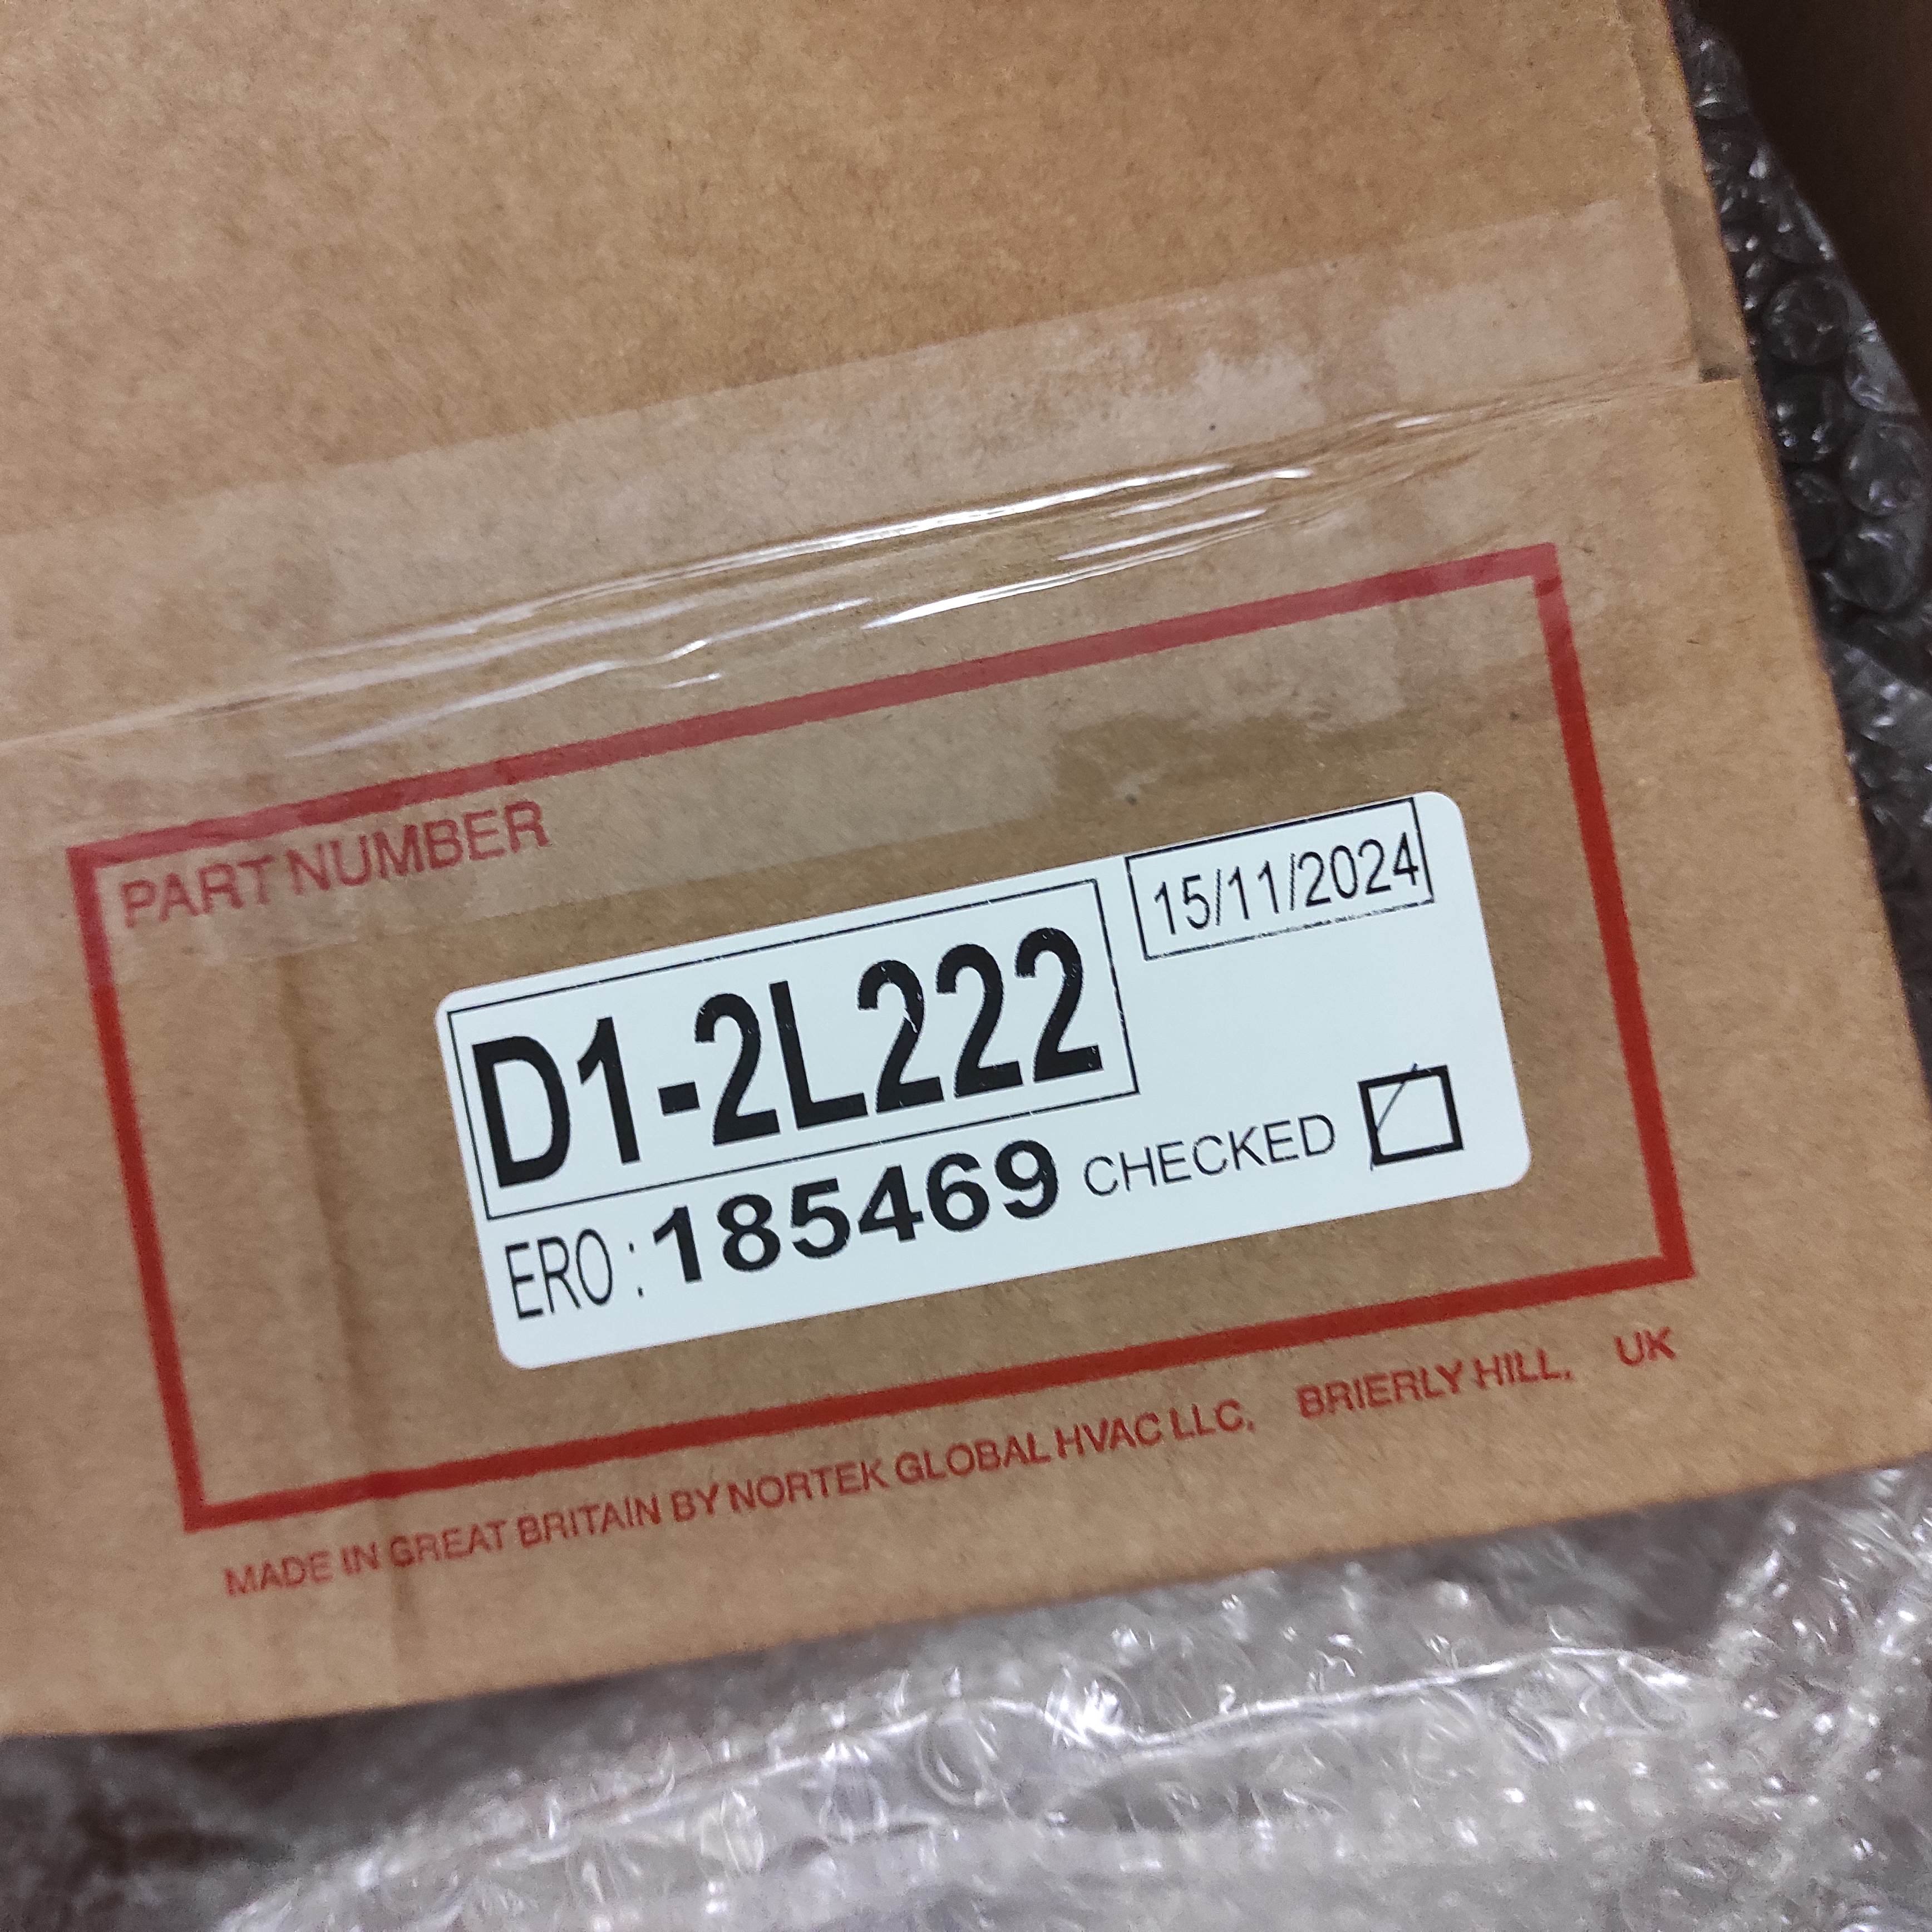 PART NUMBER
15/11/2024
D1-2L222
ERO : 185469 CHECKED
MADE IN GREAT BRITAIN BY NORTEK GLOBAL HVAC LLC, BRIERLY HILL, UK